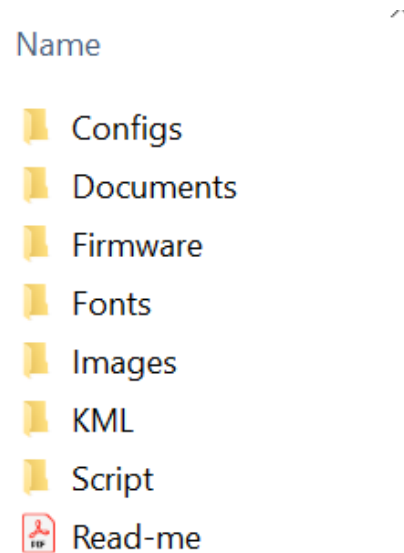 Name
Configs
Documents
Firmware
Fonts
Images
KML
Script
Read-me